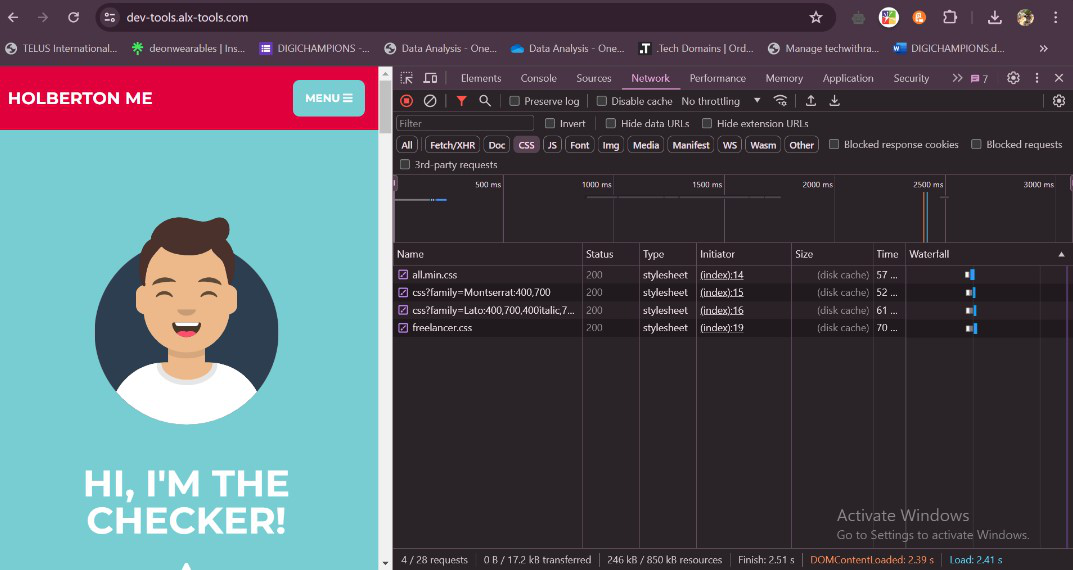 dev-tools.alx-tools.com
TELUS International... deonwearables | Ins... DIGICHAMPIONS -... Data Analysis - One... Data Analysis - One... .Tech Domains | Ord... Manage techwithra... DIGICHAMPIONS.d... »
HOLBERTON ME
MENU
HI, I'M THE
CHECKER!
Elements Console Sources Network Performance Memory Application Security » 7
Preserve log Disable cache No throttling
Filter Invert Hide data URLs Hide extension URLs
All Fetch/XHR Doc CSS JS Font Img Media Manifest WS Wasm Other Blocked response cookies Blocked requests
3rd-party requests
500 ms 1000 ms 1500 ms 2000 ms 2500 ms 3000 ms
Name Status Type Initiator Size Time Waterfall
all.min.css 200 stylesheet (index):14 (disk cache) 57 ...
css?family=Montserrat:400,700 200 stylesheet (index):15 (disk cache) 52 ...
css?family=Lato:400,700,400italic,7... 200 stylesheet (index):16 (disk cache) 61 ...
freelancer.css 200 stylesheet (index):19 (disk cache) 70 ...
Activate Windows
Go to Settings to activate Windows.
4 / 28 requests 0 B / 17.2 kB transferred 246 kB / 850 kB resources Finish: 2.51 s DOMContentLoaded: 2.39 s Load: 2.41 s